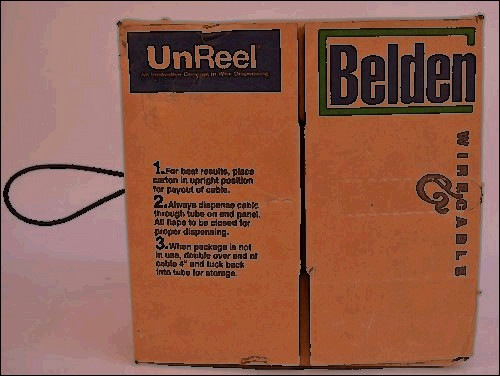 UnReel
An Innovative Concept in Wire Dispensing
Belden
WIRE & CABLE
1. For best results, place
carton in upright position
for payout of cable.
2. Always dispense cable
through tube on end panel.
All flaps to be closed for
proper dispensing.
3. When package is not
in use, double over end of
cable 4" and tuck back
into tube for storage.